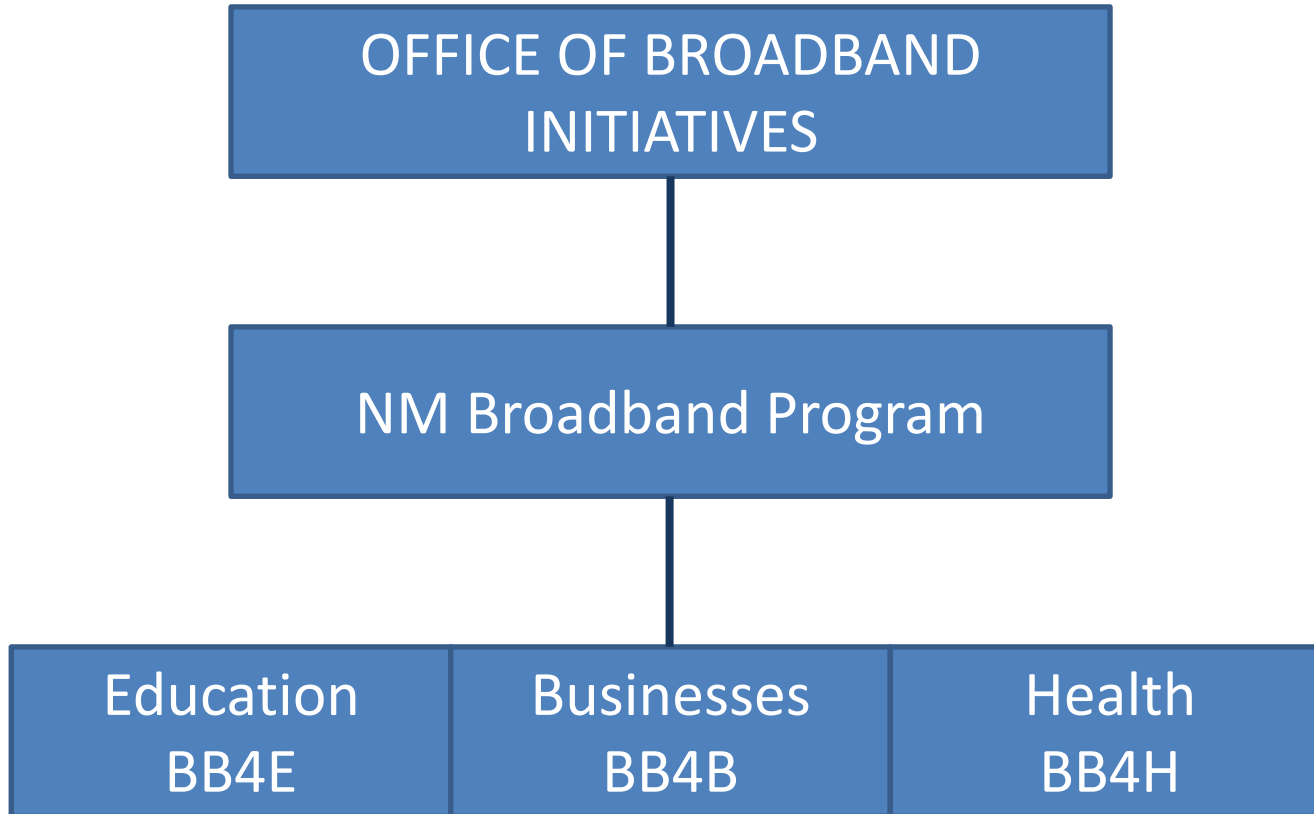 OFFICE OF BROADBAND
INITIATIVES
NM Broadband Program
Education
BB4E
Businesses
BB4B
Health
BB4H